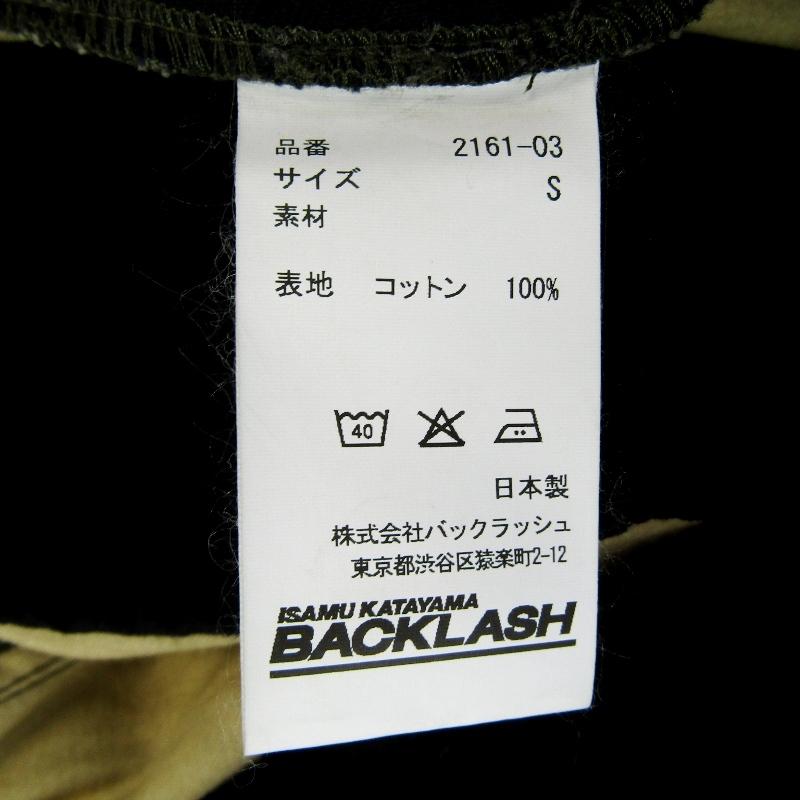 品番 2161-03
サイズ S
素材
表地 コットン 100%
40
日本製
株式会社バックラッシュ
東京都渋谷区猿楽町2-12
ISAMU KATAYAMA
BACKLASH